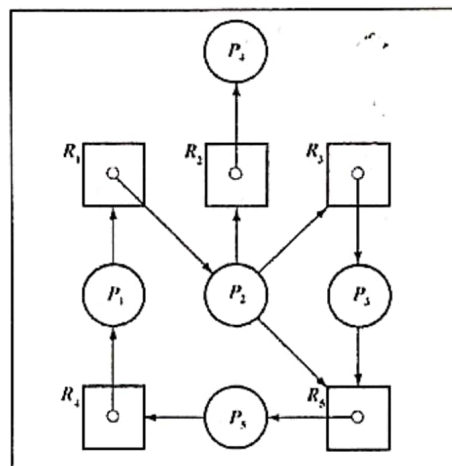 P₄
R₁ R₂ R₃
P₁ P₂ P₃
R₄ P₅ R₅